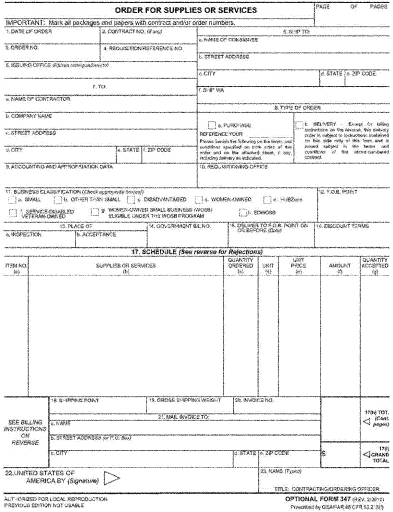 ORDER FOR SUPPLIES OR SERVICES
PAGE OF PAGES
IMPORTANT: Mark all packages and papers with contract and/or order numbers.
1. DATE OF ORDER
2. CONTRACT NO. (If any)
6. SHIP TO:
a. NAME OF CONSIGNEE
3. ORDER NO.
4. REQUISITION/REFERENCE NO.
b. STREET ADDRESS
5. ISSUING OFFICE (Address correspondence to)
c. CITY
d. STATE
e. ZIP CODE
7. TO:
f. SHIP VIA
a. NAME OF CONTRACTOR
8. TYPE OF ORDER
b. COMPANY NAME
a. PURCHASE
b. DELIVERY - Except for billing
instructions on the reverse, this delivery
order is subject to instructions contained on
this side only of this form and is
issued subject to the terms and
conditions of the above-numbered
contract.
REFERENCE YOUR
Please furnish the following on the terms and
conditions specified on both sides of this
order and on the attached sheet, if any,
including delivery as indicated.
c. STREET ADDRESS
d. CITY
e. STATE
f. ZIP CODE
9. ACCOUNTING AND APPROPRIATION DATA
10. REQUISITIONING OFFICE
11. BUSINESS CLASSIFICATION (Check appropriate box(es))
12. F.O.B. POINT
a. SMALL
b. OTHER THAN SMALL
c. DISADVANTAGED
d. WOMEN-OWNED
e. HUBZone
f. SERVICE-DISABLED
VETERAN-OWNED
g. WOMEN-OWNED SMALL BUSINESS (WOSB)
ELIGIBLE UNDER THE WOSB PROGRAM
h. EDWOSB
13. PLACE OF
14. GOVERNMENT B/L NO.
15. DELIVER TO F.O.B. POINT ON
OR BEFORE (Date)
16. DISCOUNT TERMS
a. INSPECTION
b. ACCEPTANCE
17. SCHEDULE (See reverse for Rejections)
ITEM NO.
(a)
SUPPLIES OR SERVICES
(b)
QUANTITY
ORDERED
(c)
UNIT
(d)
UNIT
PRICE
(e)
AMOUNT
(f)
QUANTITY
ACCEPTED
(g)
18. SHIPPING POINT
19. GROSS SHIPPING WEIGHT
20. INVOICE NO.
17(h) TOT.
(Cont.
pages)
21. MAIL INVOICE TO:
SEE BILLING
INSTRUCTIONS
ON
REVERSE
a. NAME
b. STREET ADDRESS (or P.O. Box)
17(i)
GRAND
TOTAL
c. CITY
d. STATE
e. ZIP CODE
$
22. UNITED STATES OF
AMERICA BY (Signature)
23. NAME (Typed)
TITLE: CONTRACTING/ORDERING OFFICER
AUTHORIZED FOR LOCAL REPRODUCTION
PREVIOUS EDITION NOT USABLE
OPTIONAL FORM 347 (REV. 2/2012)
Prescribed by GSA/FAR 48 CFR 53.213(f)